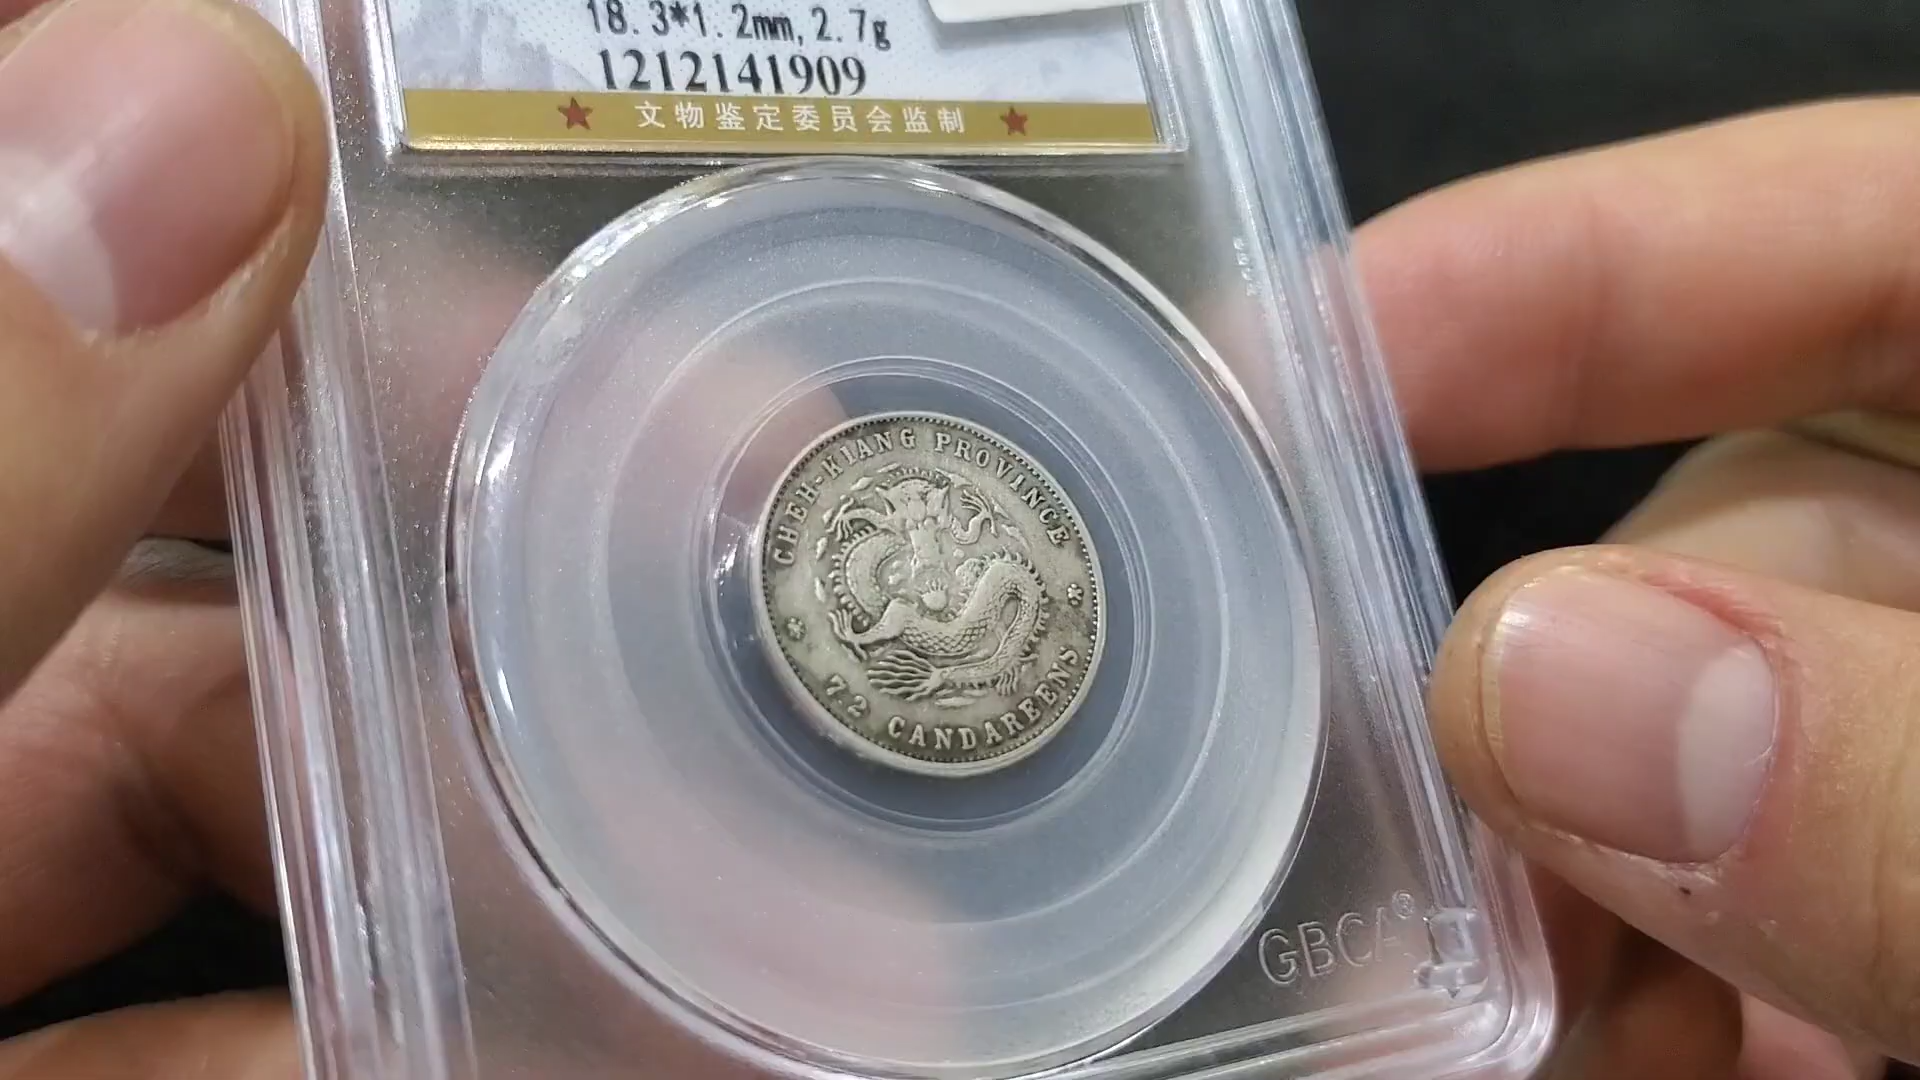 18.3*1.2mm,2.7g
1212141909
★ 文物鉴定委员会监制 ★
CHEH-KIANG PROVINCE
7.2 CANDAREENS
GBCA®